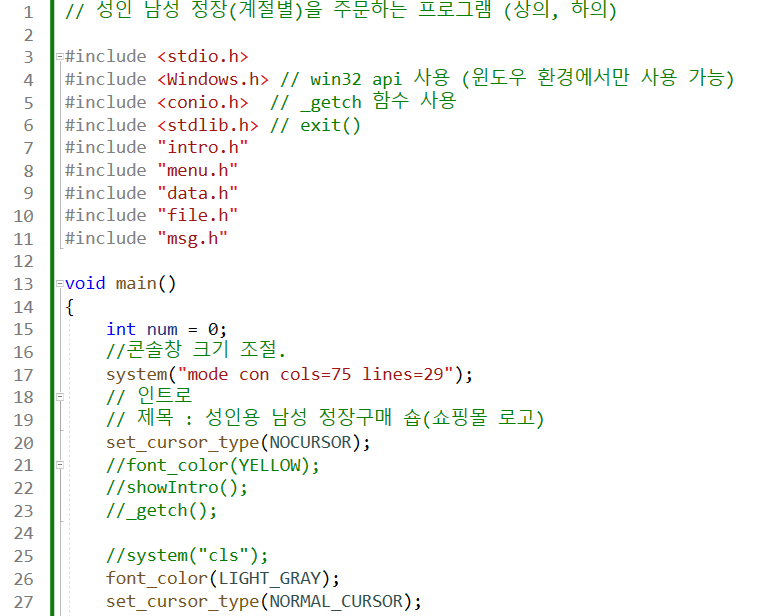 1 // 성인 남성 정장(계절별)을 주문하는 프로그램 (상의, 하의)
2
3 #include <stdio.h>
4 #include <Windows.h> // win32 api 사용 (윈도우 환경에서만 사용 가능)
5 #include <conio.h>  // _getch 함수 사용
6 #include <stdlib.h> // exit()
7 #include "intro.h"
8 #include "menu.h"
9 #include "data.h"
10 #include "file.h"
11 #include "msg.h"
12
13 void main()
14 {
15     int num = 0;
16     //콘솔창 크기 조절.
17     system("mode con cols=75 lines=29");
18     // 인트로
19     // 제목 : 성인용 남성 정장구매 숍(쇼핑몰 로고)
20     set_cursor_type(NOCURSOR);
21     //font_color(YELLOW);
22     //showIntro();
23     //_getch();
24
25     //system("cls");
26     font_color(LIGHT_GRAY);
27     set_cursor_type(NORMAL_CURSOR);